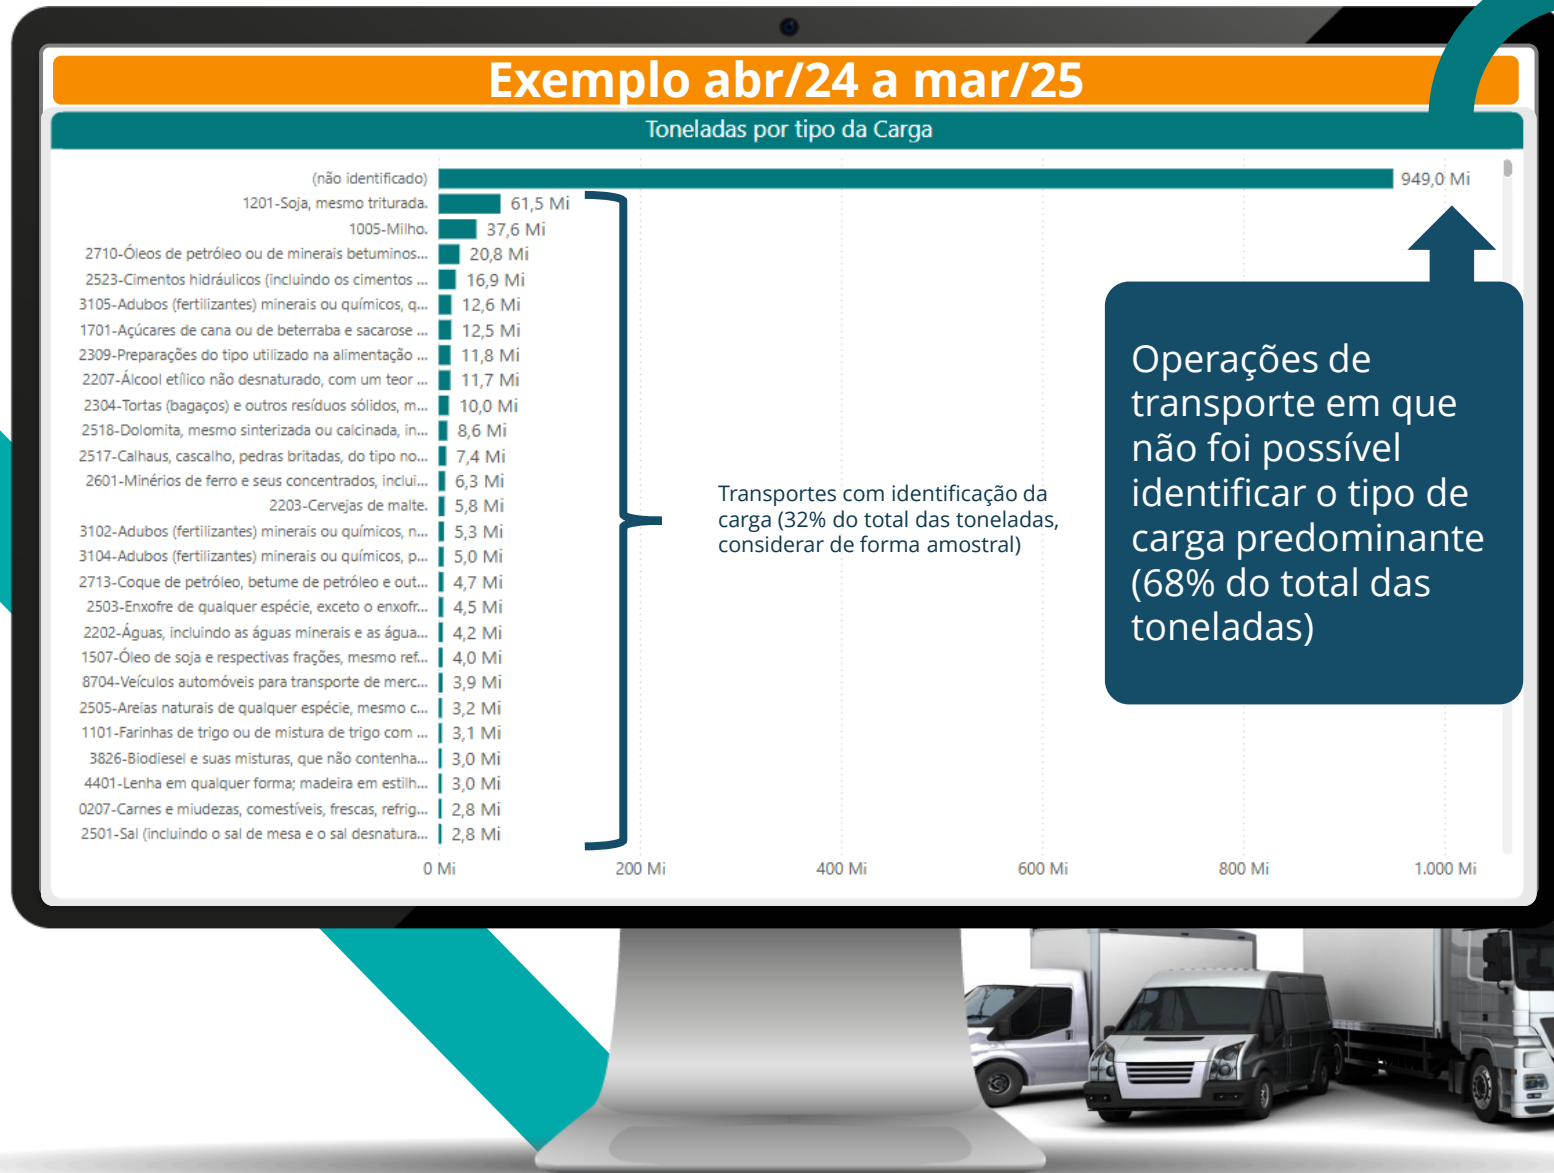 Exemplo abr/24 a mar/25
Toneladas por tipo da Carga
(não identificado)
949,0 Mi
1201-Soja, mesmo triturada.
61,5 Mi
1005-Milho.
37,6 Mi
2710-Óleos de petróleo ou de minerais betuminos...
20,8 Mi
2523-Cimentos hidráulicos (incluindo os cimentos ...
16,9 Mi
3105-Adubos (fertilizantes) minerais ou químicos, q...
12,6 Mi
1701-Açúcares de cana ou de beterraba e sacarose ...
12,5 Mi
2309-Preparações do tipo utilizado na alimentação ...
11,8 Mi
2207-Álcool etílico não desnaturado, com um teor ...
11,7 Mi
2304-Tortas (bagaços) e outros resíduos sólidos, m...
10,0 Mi
2518-Dolomita, mesmo sinterizada ou calcinada, in...
8,6 Mi
2517-Calhaus, cascalho, pedras britadas, do tipo no...
7,4 Mi
2601-Minérios de ferro e seus concentrados, inclui...
6,3 Mi
2203-Cervejas de malte.
5,8 Mi
3102-Adubos (fertilizantes) minerais ou químicos, n...
5,3 Mi
3104-Adubos (fertilizantes) minerais ou químicos, p...
5,0 Mi
2713-Coque de petróleo, betume de petróleo e out...
4,7 Mi
2503-Enxofre de qualquer espécie, exceto o enxofr...
4,5 Mi
2202-Águas, incluindo as águas minerais e as água...
4,2 Mi
1507-Óleo de soja e respectivas frações, mesmo ref...
4,0 Mi
8704-Veículos automóveis para transporte de merc...
3,9 Mi
2505-Areias naturais de qualquer espécie, mesmo c...
3,2 Mi
1101-Farinhas de trigo ou de mistura de trigo com ...
3,1 Mi
3826-Biodiesel e suas misturas, que não contenha...
3,0 Mi
4401-Lenha em qualquer forma; madeira em estilh...
3,0 Mi
0207-Carnes e miudezas, comestíveis, frescas, refrig...
2,8 Mi
2501-Sal (incluindo o sal de mesa e o sal desnatura...
2,8 Mi
0 Mi
200 Mi
400 Mi
600 Mi
800 Mi
1.000 Mi
Transportes com identificação da
carga (32% do total das toneladas,
considerar de forma amostral)
Operações de
transporte em que
não foi possível
identificar o tipo de
carga predominante
(68% do total das
toneladas)